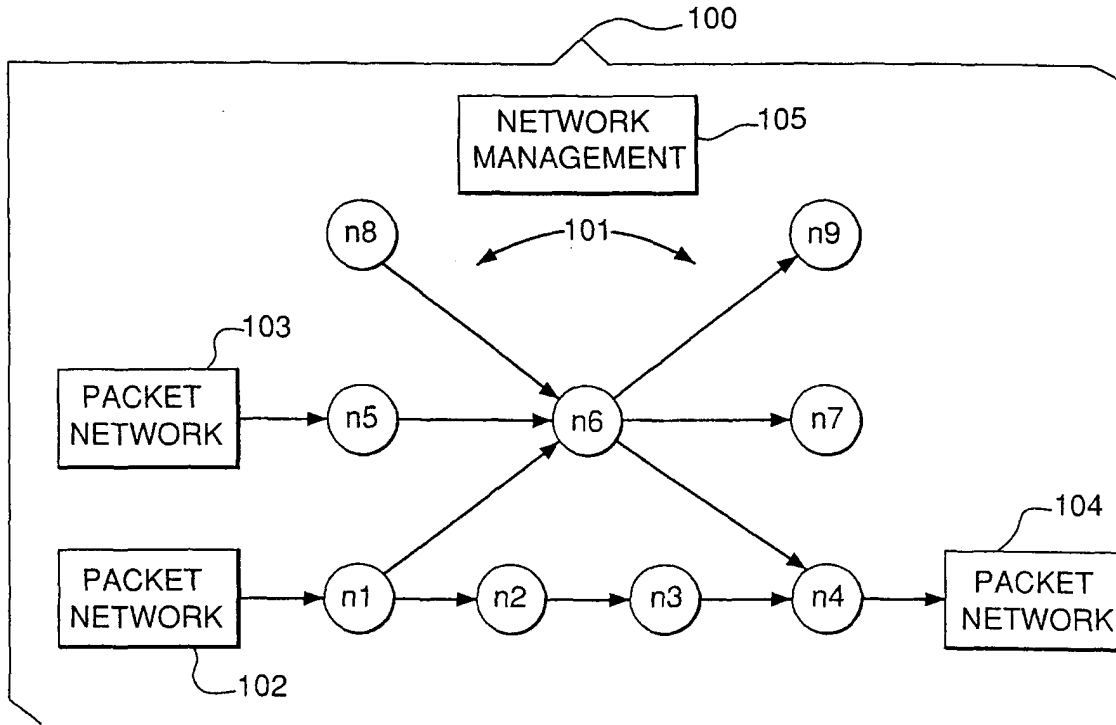 100
NETWORK
MANAGEMENT
105
n8
101
n9
103
PACKET
NETWORK
n5
n6
n7
104
PACKET
NETWORK
n1
n2
n3
n4
PACKET
NETWORK
102